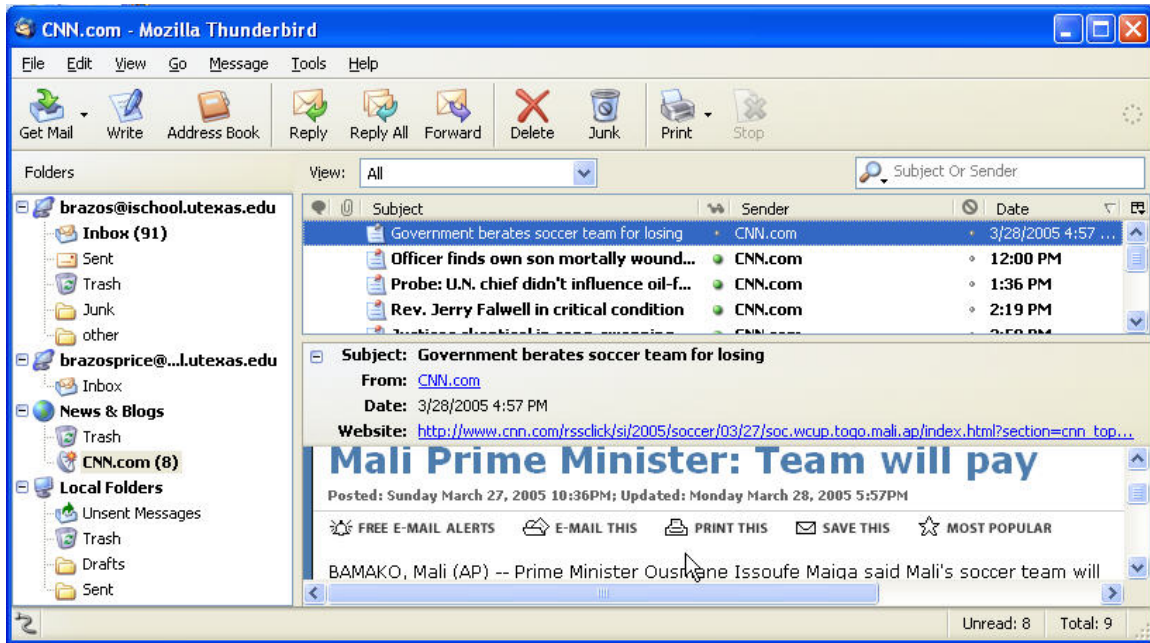 CNN.com - Mozilla Thunderbird
File Edit View Go Message Tools Help
Get Mail Write Address Book Reply Reply All Forward Delete Junk Print Stop
Folders
View: All
Subject Or Sender
brazos@ischool.utexas.edu
Inbox (91)
Sent
Trash
Junk
other
brazosprice@...l.utexas.edu
Inbox
News & Blogs
Trash
CNN.com (8)
Local Folders
Unsent Messages
Trash
Drafts
Sent
Subject Sender Date
Government berates soccer team for losing CNN.com 3/28/2005 4:57 ...
Officer finds own son mortally wound... CNN.com 12:00 PM
Probe: U.N. chief didn't influence oil-f... CNN.com 1:36 PM
Rev. Jerry Falwell in critical condition CNN.com 2:19 PM
Subject: Government berates soccer team for losing
From: CNN.com
Date: 3/28/2005 4:57 PM
Website: http://www.cnn.com/rssclick/si/2005/soccer/03/27/soc.wcup.togo.mali.ap/index.html?section=cnn_top...
Mali Prime Minister: Team will pay
Posted: Sunday March 27, 2005 10:36PM; Updated: Monday March 28, 2005 5:57PM
FREE E-MAIL ALERTS E-MAIL THIS PRINT THIS SAVE THIS MOST POPULAR
BAMAKO, Mali (AP) -- Prime Minister Ousmane Issoufe Maiga said Mali's soccer team will
Unread: 8 Total: 9